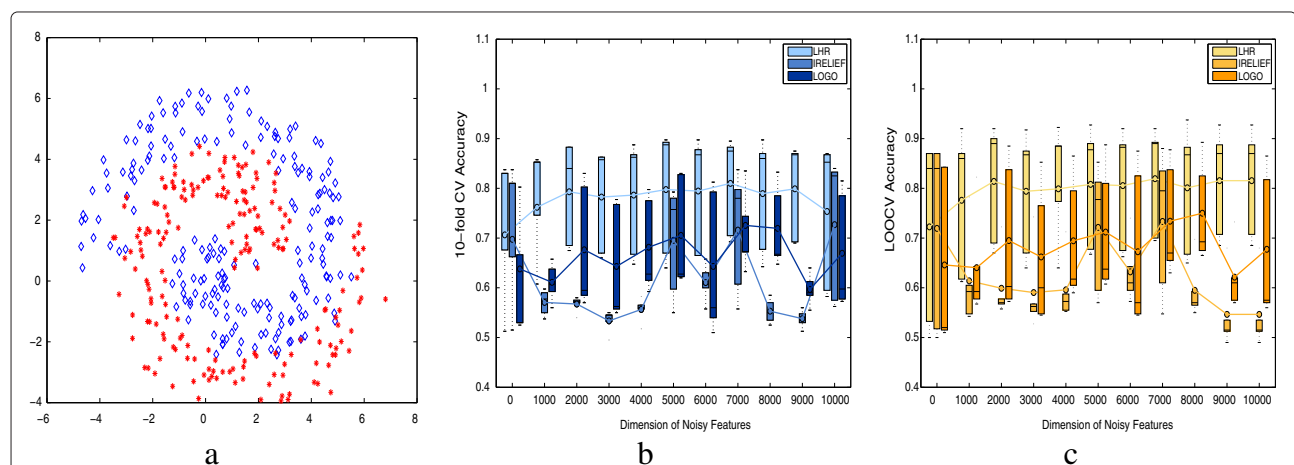 8
6
4
2
0
−2
−4
−6 −4 −2 0 2 4 6 8
a
10−fold CV Accuracy
1.1
1
0.9
0.8
0.7
0.6
0.5
0.4
LHR
IRELIEF
LOGO
0 1000 2000 3000 4000 5000 6000 7000 8000 9000 10000
Dimension of Noisy Features
b
LOOCV Accuracy
1.1
1
0.9
0.8
0.7
0.6
0.5
0.4
LHR
IRELIEF
LOGO
0 1000 2000 3000 4000 5000 6000 7000 8000 9000 10000
Dimension of Noisy Features
c